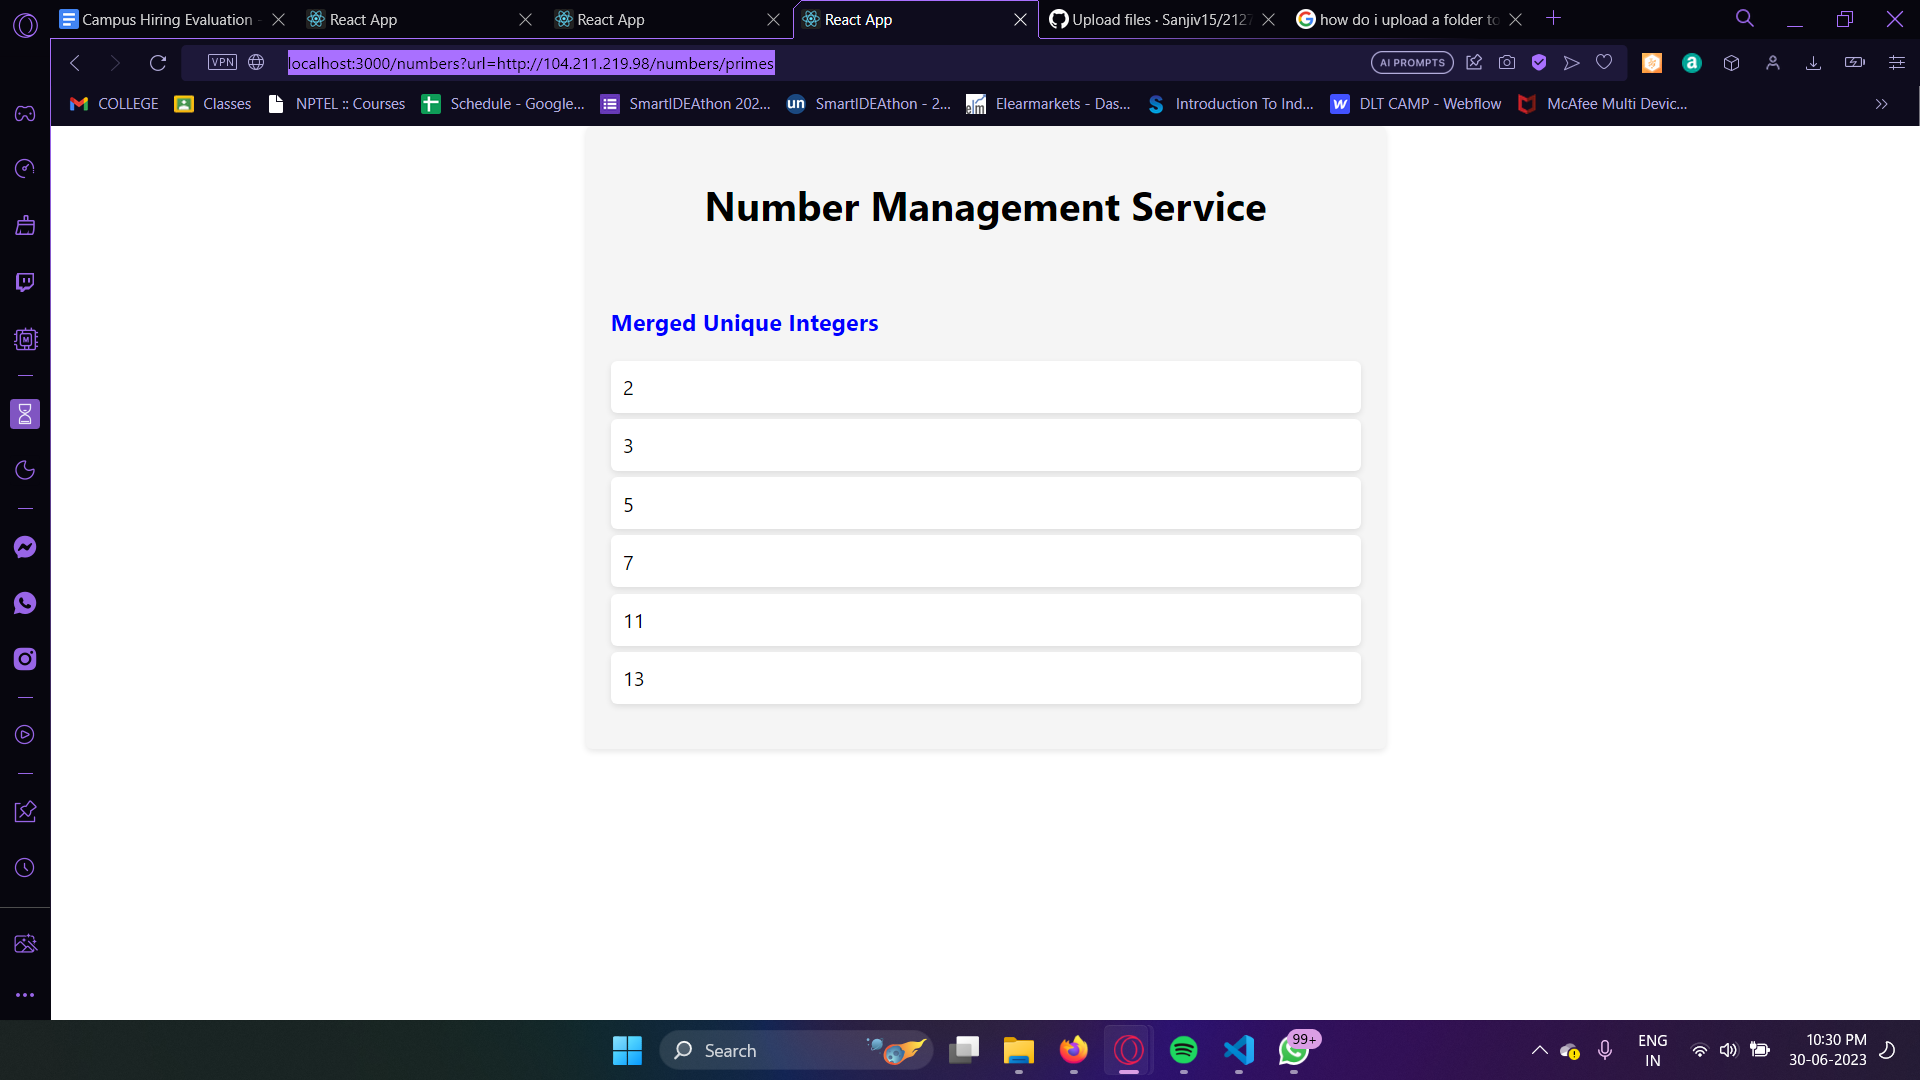 Campus Hiring Evaluation -
React App
React App
React App
Upload files · Sanjiv15/2127
how do i upload a folder to
VPN
localhost:3000/numbers?url=http://104.211.219.98/numbers/primes
AI PROMPTS
COLLEGE
Classes
NPTEL :: Courses
Schedule - Google...
SmartIDEAthon 202...
SmartIDEAthon - 2...
Elearmarkets - Das...
Introduction To Ind...
DLT CAMP - Webflow
McAfee Multi Devic...
Number Management Service
Merged Unique Integers
2
3
5
7
11
13
Search
99+
ENG
IN
10:30 PM
30-06-2023